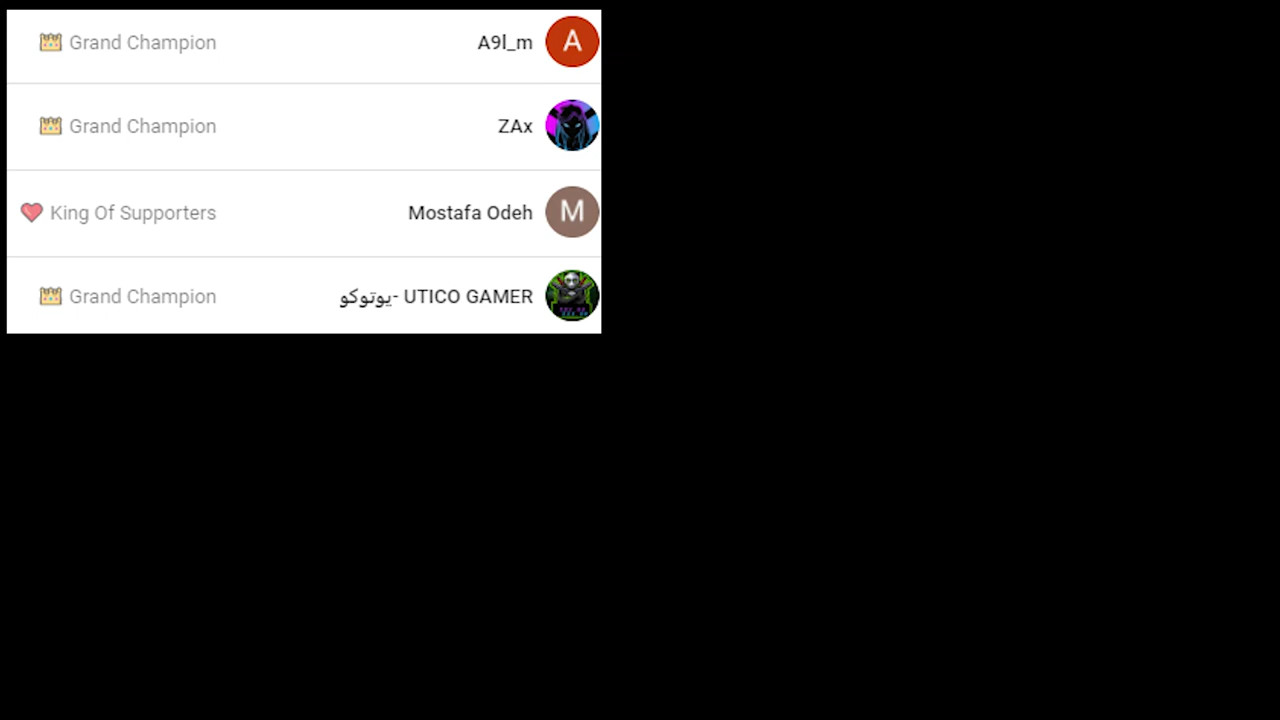 Grand Champion A9l_m A
Grand Champion ZAx
King Of Supporters Mostafa Odeh M
Grand Champion يوتوكو- UTICO GAMER